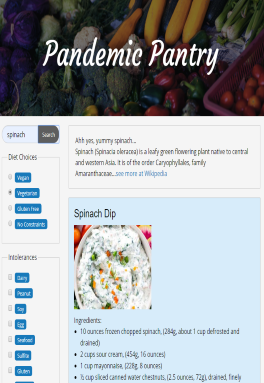 Pandemic Pantry
spinach
Search
Diet Choices
Vegan
Vegetarian
Gluten Free
No Constraints
Intolerances
Dairy
Peanut
Soy
Egg
Seafood
Sulfite
Gluten
Ahh yes, yummy spinach...
Spinach (Spinacia oleracea) is a leafy green flowering plant native to central
and western Asia. It is of the order Caryophyllales, family
Amaranthaceae...see more at Wikipedia
Spinach Dip
Ingredients:
10 ounces frozen chopped spinach, (284g, about 1 cup defrosted and
drained)
2 cups sour cream, (454g, 16 ounces)
1 cup mayonnaise, (228g, 8 ounces)
½ cup sliced canned water chestnuts, (2.5 ounces, 72g), drained, finely